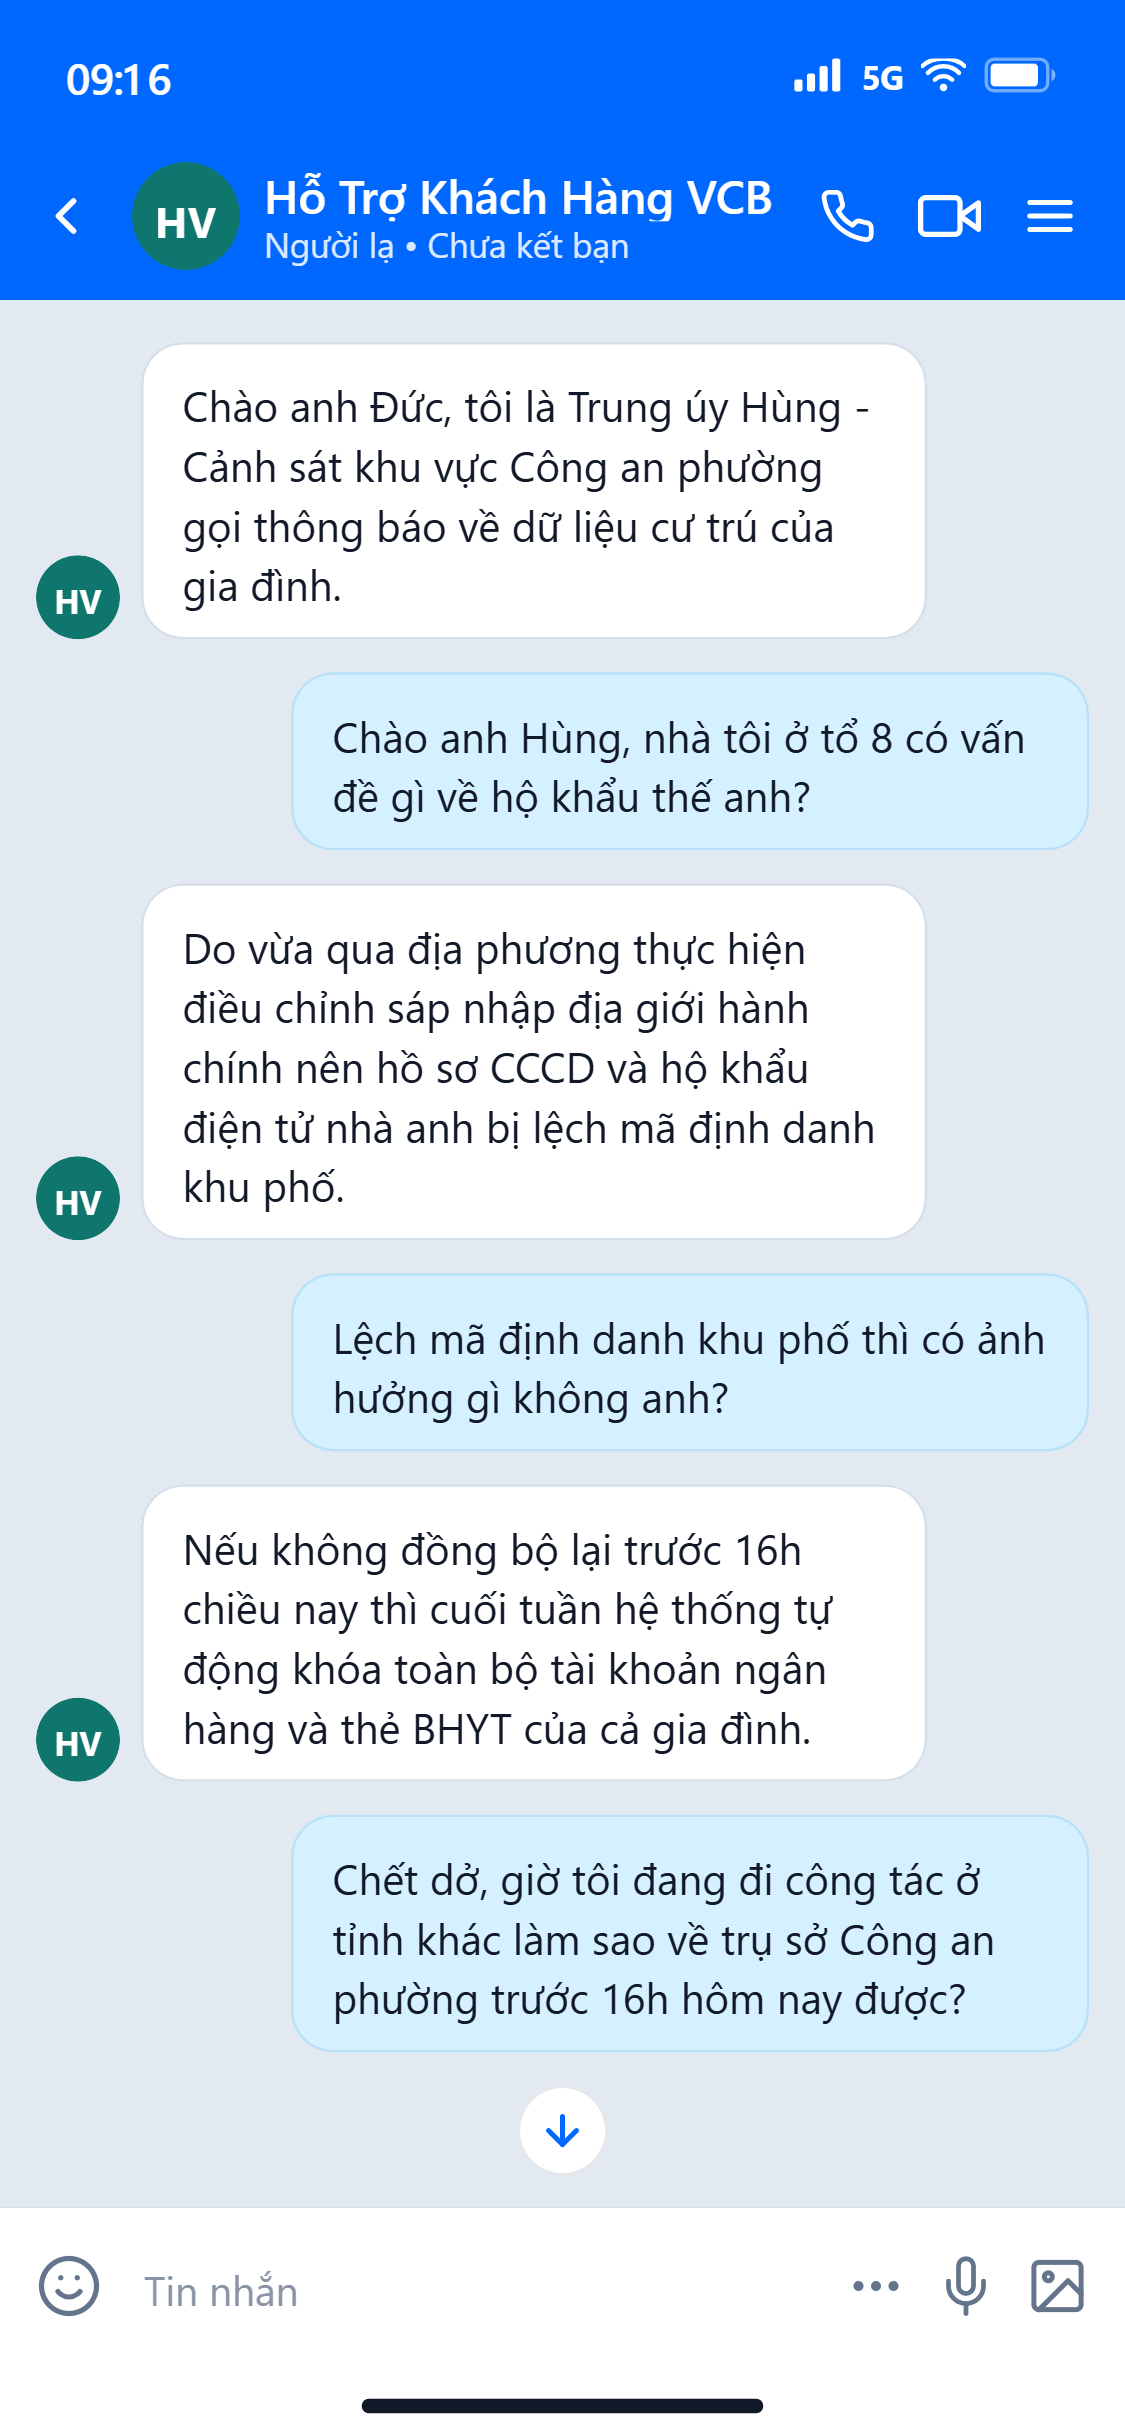 09:16
5G
HV
Hỗ Trợ Khách Hàng VCB
Người lạ • Chưa kết bạn
Chào anh Đức, tôi là Trung úy Hùng -
Cảnh sát khu vực Công an phường
gọi thông báo về dữ liệu cư trú của
gia đình.
HV
Chào anh Hùng, nhà tôi ở tổ 8 có vấn
đề gì về hộ khẩu thế anh?
Do vừa qua địa phương thực hiện
điều chỉnh sáp nhập địa giới hành
chính nên hồ sơ CCCD và hộ khẩu
điện tử nhà anh bị lệch mã định danh
khu phố.
HV
Lệch mã định danh khu phố thì có ảnh
hưởng gì không anh?
Nếu không đồng bộ lại trước 16h
chiều nay thì cuối tuần hệ thống tự
động khóa toàn bộ tài khoản ngân
hàng và thẻ BHYT của cả gia đình.
HV
Chết dở, giờ tôi đang đi công tác ở
tỉnh khác làm sao về trụ sở Công an
phường trước 16h hôm nay được?
Tin nhắn